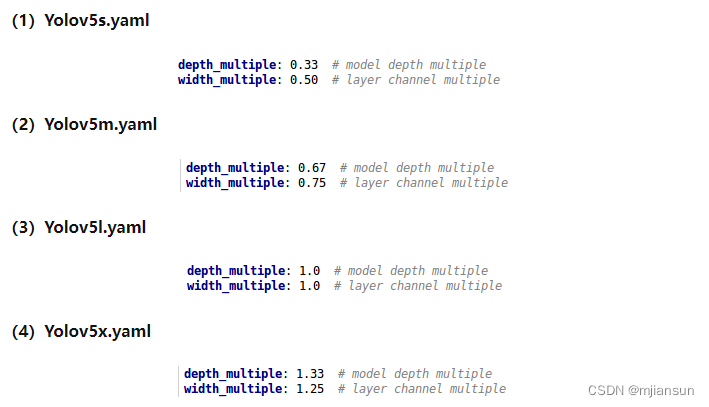 （1）Yolov5s.yaml
depth_multiple: 0.33  # model depth multiple
width_multiple: 0.50  # layer channel multiple
（2）Yolov5m.yaml
depth_multiple: 0.67  # model depth multiple
width_multiple: 0.75  # layer channel multiple
（3）Yolov5l.yaml
depth_multiple: 1.0  # model depth multiple
width_multiple: 1.0  # layer channel multiple
（4）Yolov5x.yaml
depth_multiple: 1.33  # model depth multiple
width_multiple: 1.25  # layer channel multiple
CSDN @mjiansun